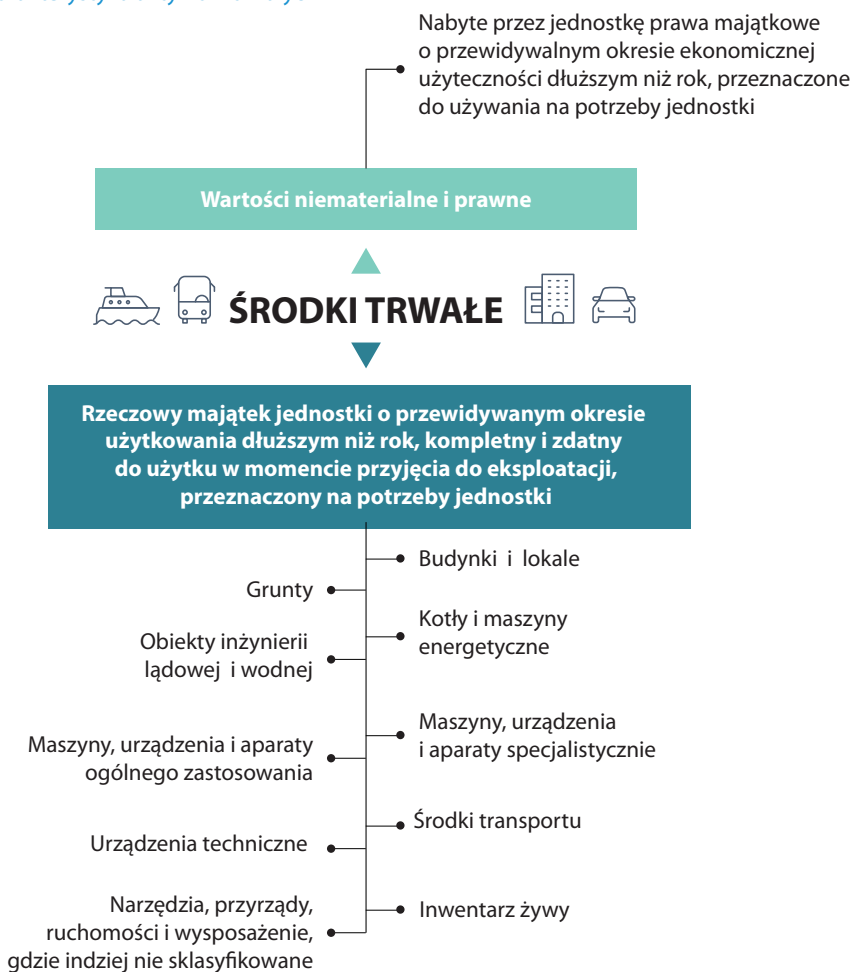 Nabyte przez jednostkę prawa majątkowe
o przewidywalnym okresie ekonomicznej
użyteczności dłuższym niż rok, przeznaczone
do używania na potrzeby jednostki
Wartości niematerialne i prawne
ŚRODKI TRWAŁE
Rzeczowy majątek jednostki o przewidywanym okresie
użytkowania dłuższym niż rok, kompletny i zdatny
do użytku w momencie przyjęcia do eksploatacji,
przeznaczony na potrzeby jednostki
Budynki i lokale
Grunty
Kotły i maszyny
energetyczne
Obiekty inżynierii
lądowej i wodnej
Maszyny, urządzenia
i aparaty specjalistycznie
Maszyny, urządzenia i aparaty
ogólnego zastosowania
Środki transportu
Urządzenia techniczne
Inwentarz żywy
Narzędzia, przyrządy,
ruchomości i wysposażenie,
gdzie indziej nie sklasyfikowane